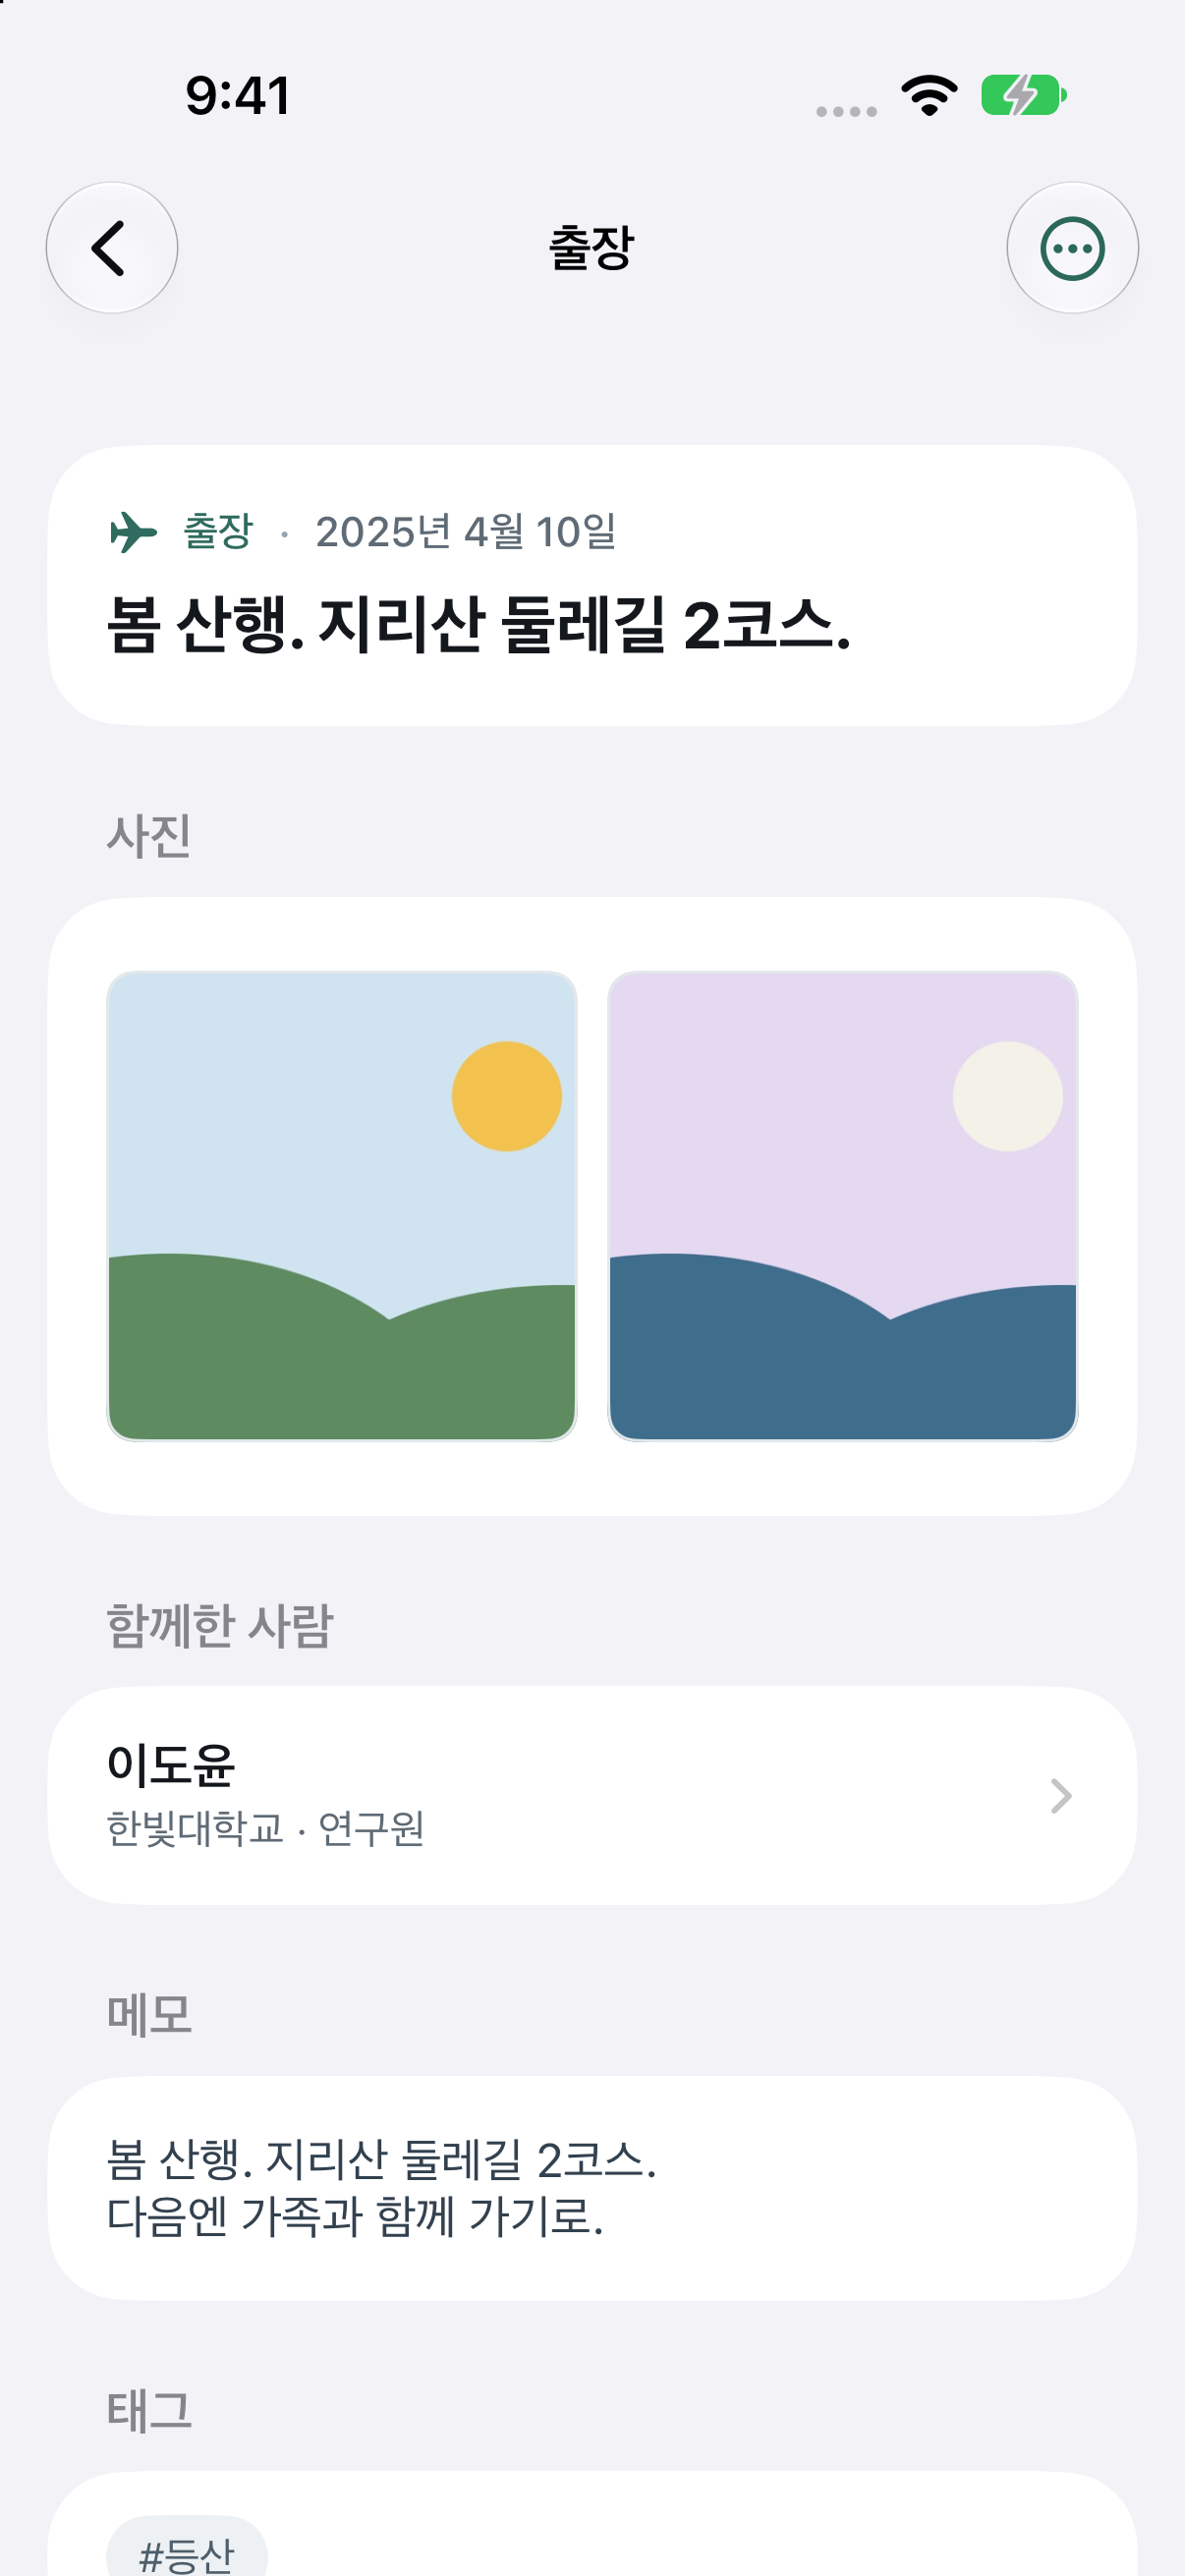 9:41
출장
출장 · 2025년 4월 10일
봄 산행. 지리산 둘레길 2코스.
사진
함께한 사람
이도윤
한빛대학교 · 연구원
메모
봄 산행. 지리산 둘레길 2코스.
다음엔 가족과 함께 가기로.
태그
#등산